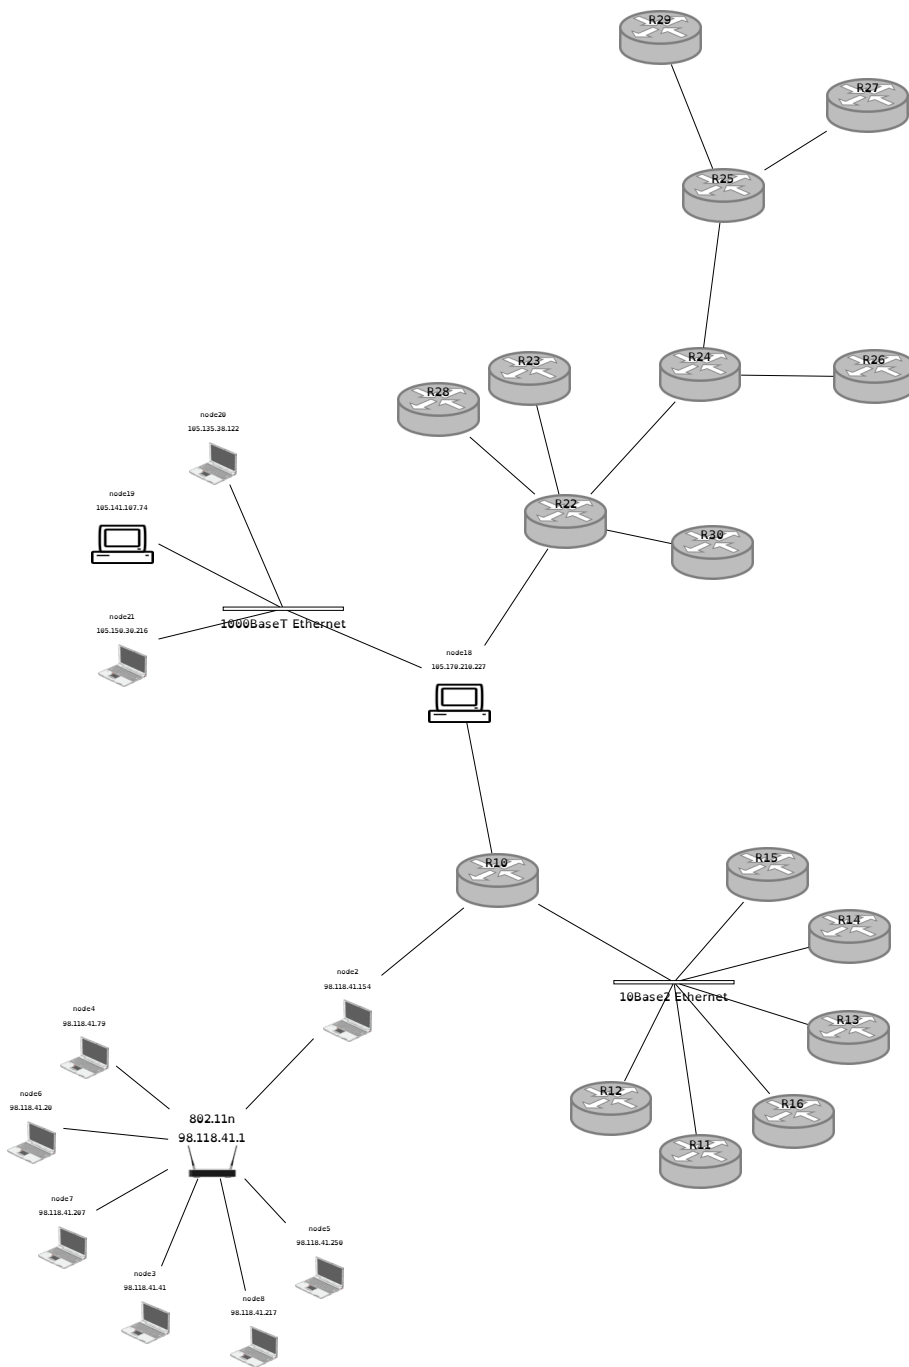 R29
R27
R25
R24
R26
R23
R28
node20
105.135.38.122
node19
105.141.107.74
R22
R30
node21
105.150.30.216
1000BaseT Ethernet
node18
105.170.210.227
R10
R15
R14
node2
98.118.41.154
10Base2 Ethernet
node4
98.118.41.79
R13
R12
R16
node6
98.118.41.20
802.11n
98.118.41.1
R11
node7
98.118.41.207
node5
98.118.41.250
node3
98.118.41.41
node8
98.118.41.217